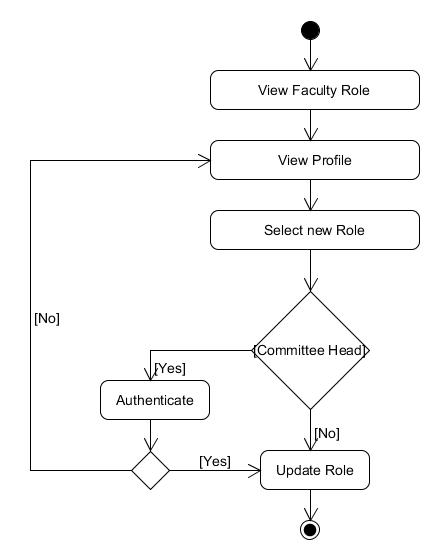 View Faculty Role
View Profile
Select new Role
[No]
[Committee Head]
[Yes]
Authenticate
[No]
[Yes]
Update Role